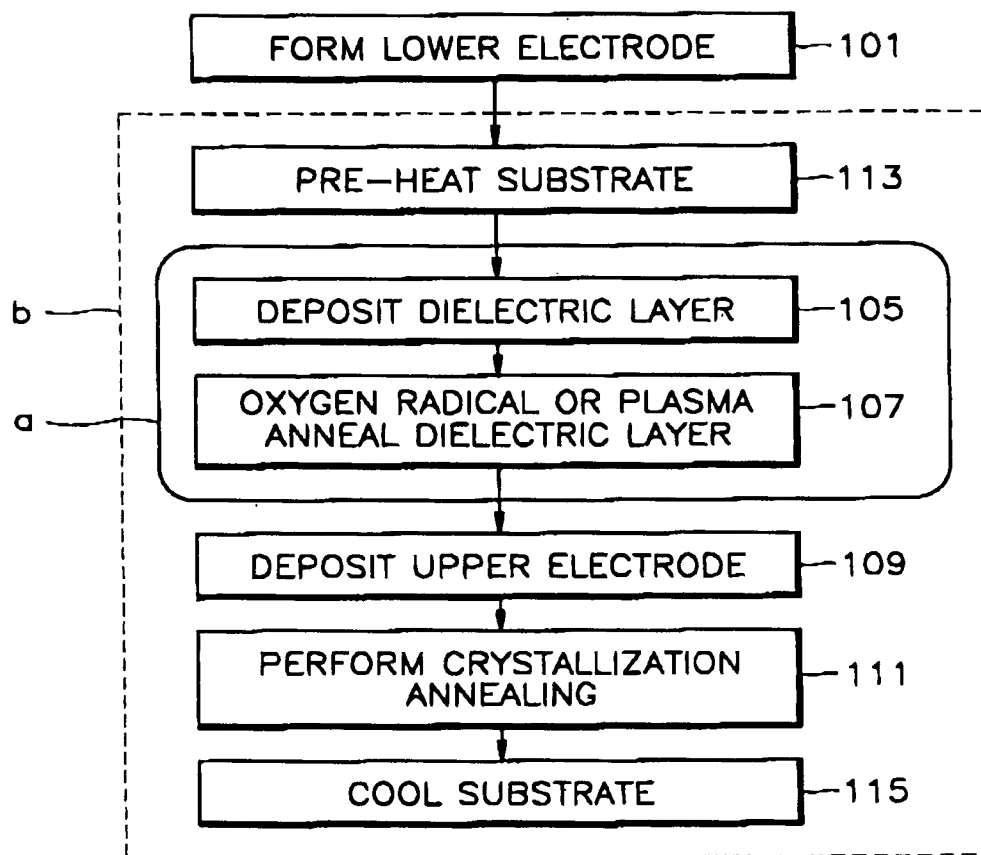 FORM LOWER ELECTRODE 101
PRE-HEAT SUBSTRATE 113
b
DEPOSIT DIELECTRIC LAYER 105
a
OXYGEN RADICAL OR PLASMA
ANNEAL DIELECTRIC LAYER 107
DEPOSIT UPPER ELECTRODE 109
PERFORM CRYSTALLIZATION
ANNEALING 111
COOL SUBSTRATE 115